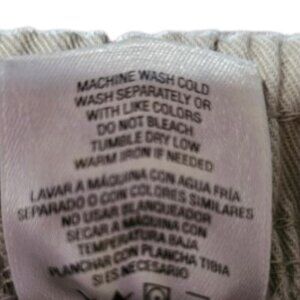 MACHINE WASH COLD
WASH SEPARATELY OR
WITH LIKE COLORS
DO NOT BLEACH
TUMBLE DRY LOW
WARM IRON IF NEEDED
LAVAR A MÁQUINA CON AGUA FRÍA
SEPARADO O CON COLORES SIMILARES
NO USAR BLANQUEADOR
SECAR A MÁQUINA CON
TEMPERATURA BAJA
PLANCHAR CON PLANCHA TIBIA
SI ES NECESARIO